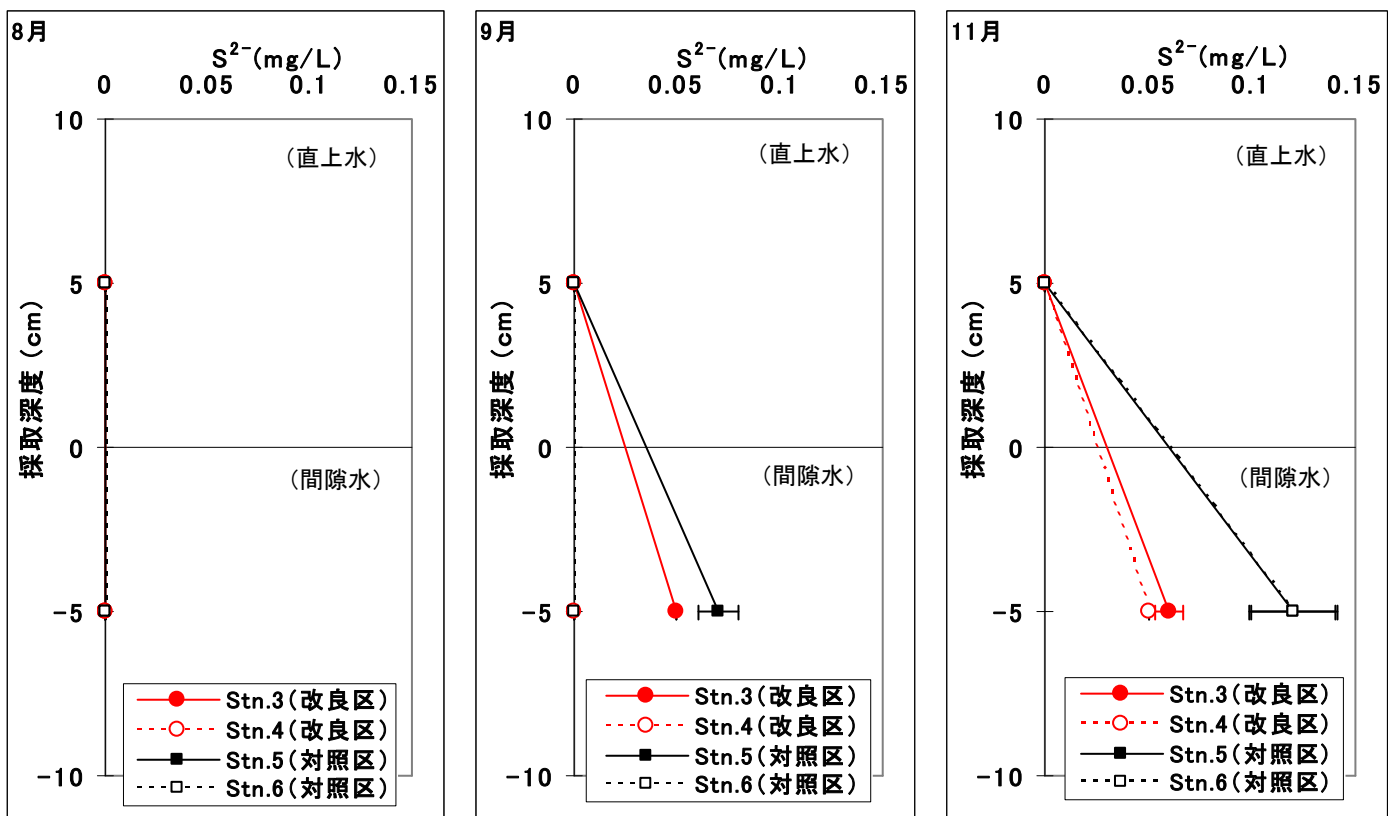 8月
S²⁻(mg/L)
0 0.05 0.1 0.15
10
5
0
-5
-10
採取深度(cm)
(直上水)
(間隙水)
Stn.3(改良区)
Stn.4(改良区)
Stn.5(対照区)
Stn.6(対照区)
9月
S²⁻(mg/L)
0 0.05 0.1 0.15
10
5
0
-5
-10
採取深度(cm)
(直上水)
(間隙水)
Stn.3(改良区)
Stn.4(改良区)
Stn.5(対照区)
Stn.6(対照区)
11月
S²⁻(mg/L)
0 0.05 0.1 0.15
10
5
0
-5
-10
採取深度(cm)
(直上水)
(間隙水)
Stn.3(改良区)
Stn.4(改良区)
Stn.5(対照区)
Stn.6(対照区)